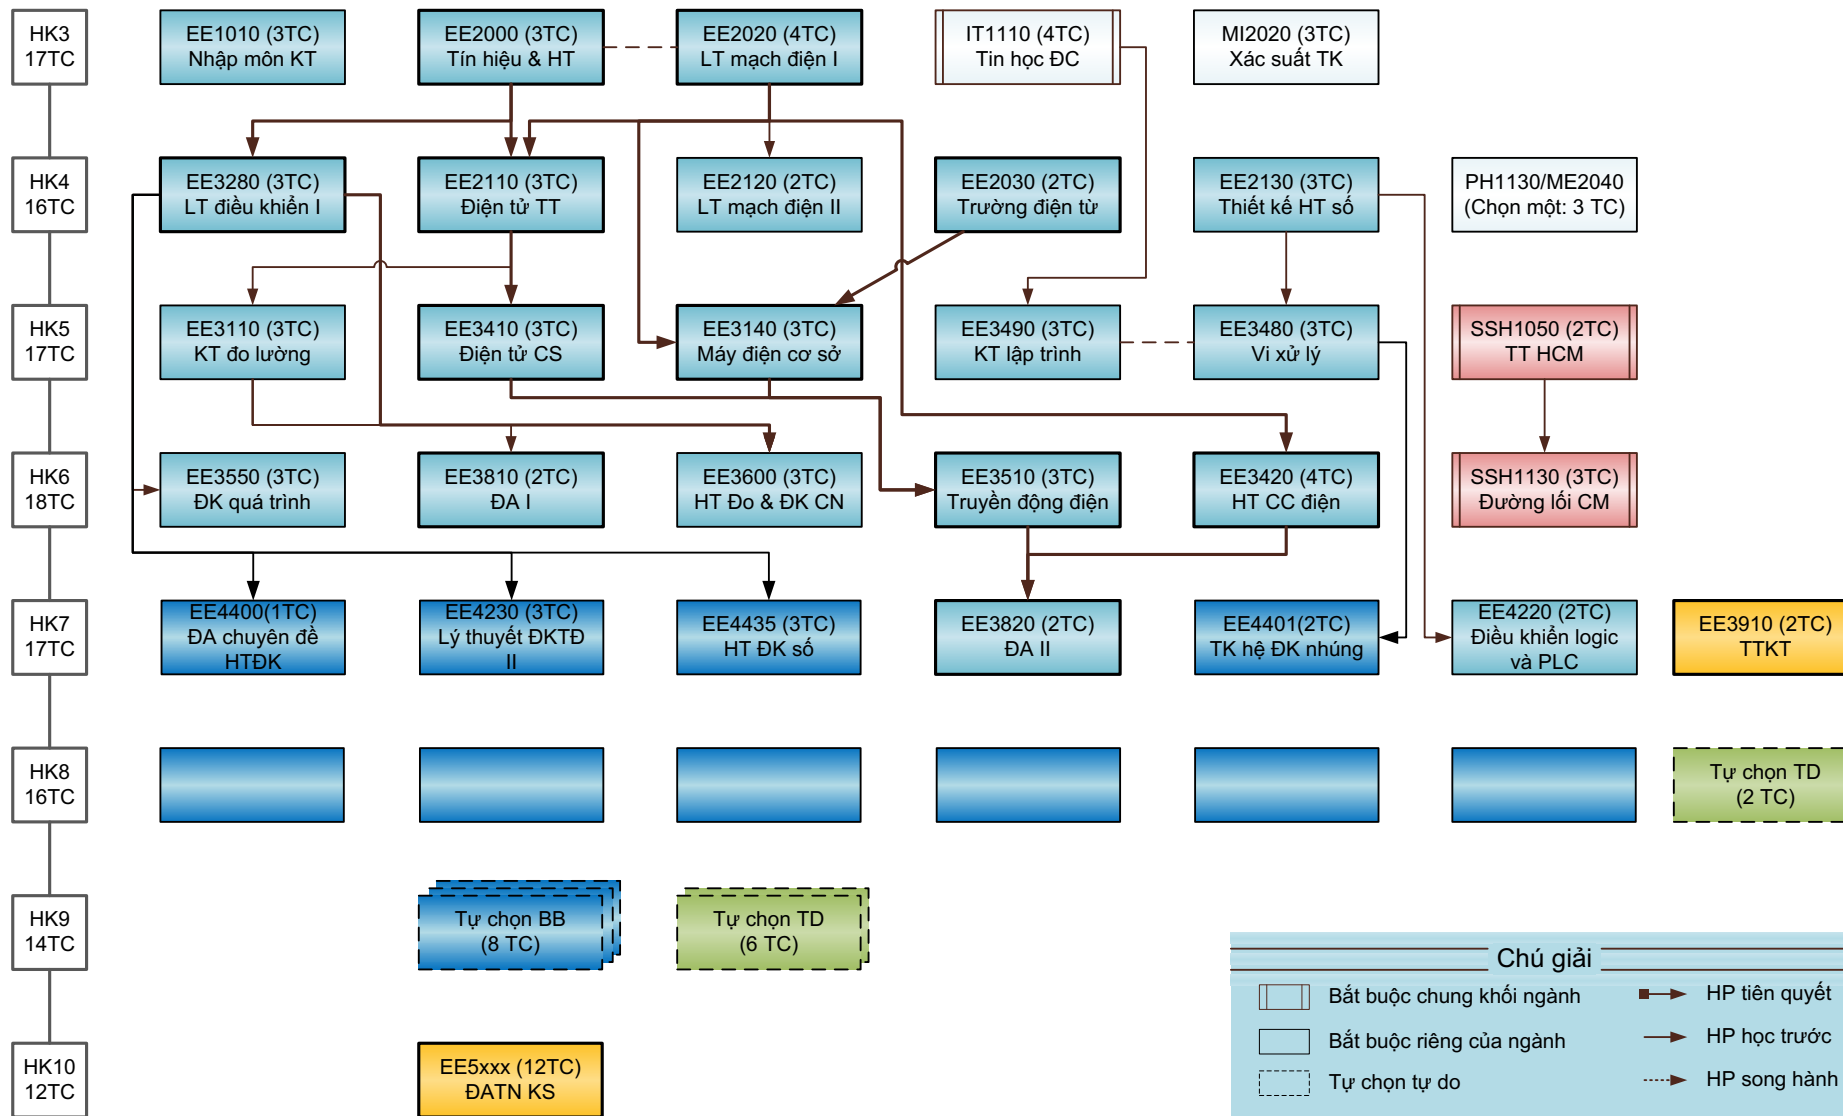 HK3
17TC
EE1010 (3TC)
Nhập môn KT
EE2000 (3TC)
Tín hiệu & HT
EE2020 (4TC)
LT mạch điện I
IT1110 (4TC)
Tin học ĐC
MI2020 (3TC)
Xác suất TK
HK4
16TC
EE3280 (3TC)
LT điều khiển I
EE2110 (3TC)
Điện tử TT
EE2120 (2TC)
LT mạch điện II
EE2030 (2TC)
Trường điện từ
EE2130 (3TC)
Thiết kế HT số
PH1130/ME2040
(Chọn một: 3 TC)
HK5
17TC
EE3110 (3TC)
KT đo lường
EE3410 (3TC)
Điện tử CS
EE3140 (3TC)
Máy điện cơ sở
EE3490 (3TC)
KT lập trình
EE3480 (3TC)
Vi xử lý
SSH1050 (2TC)
TT HCM
HK6
18TC
EE3550 (3TC)
ĐK quá trình
EE3810 (2TC)
ĐA I
EE3600 (3TC)
HT Đo & ĐK CN
EE3510 (3TC)
Truyền động điện
EE3420 (4TC)
HT CC điện
SSH1130 (3TC)
Đường lối CM
HK7
17TC
EE4400(1TC)
ĐA chuyên đề
HTĐK
EE4230 (3TC)
Lý thuyết ĐKTĐ
II
EE4435 (3TC)
HT ĐK số
EE3820 (2TC)
ĐA II
EE4401(2TC)
TK hệ ĐK nhúng
EE4220 (2TC)
Điều khiển logic
và PLC
EE3910 (2TC)
TTKT
HK8
16TC
Tự chọn TD
(2 TC)
HK9
14TC
Tự chọn BB
(8 TC)
Tự chọn TD
(6 TC)
HK10
12TC
EE5xxx (12TC)
ĐATN KS
Chú giải
Bắt buộc chung khối ngành
HP tiên quyết
Bắt buộc riêng của ngành
HP học trước
Tự chọn tự do
HP song hành